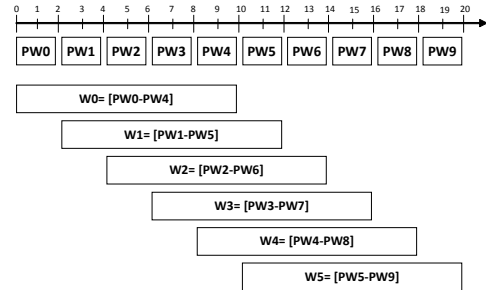 0 1 2 3 4 5 6 7 8 9 10 11 12 13 14 15 16 17 18 19 20
PW0 PW1 PW2 PW3 PW4 PW5 PW6 PW7 PW8 PW9
W0= [PW0-PW4]
W1= [PW1-PW5]
W2= [PW2-PW6]
W3= [PW3-PW7]
W4= [PW4-PW8]
W5= [PW5-PW9]